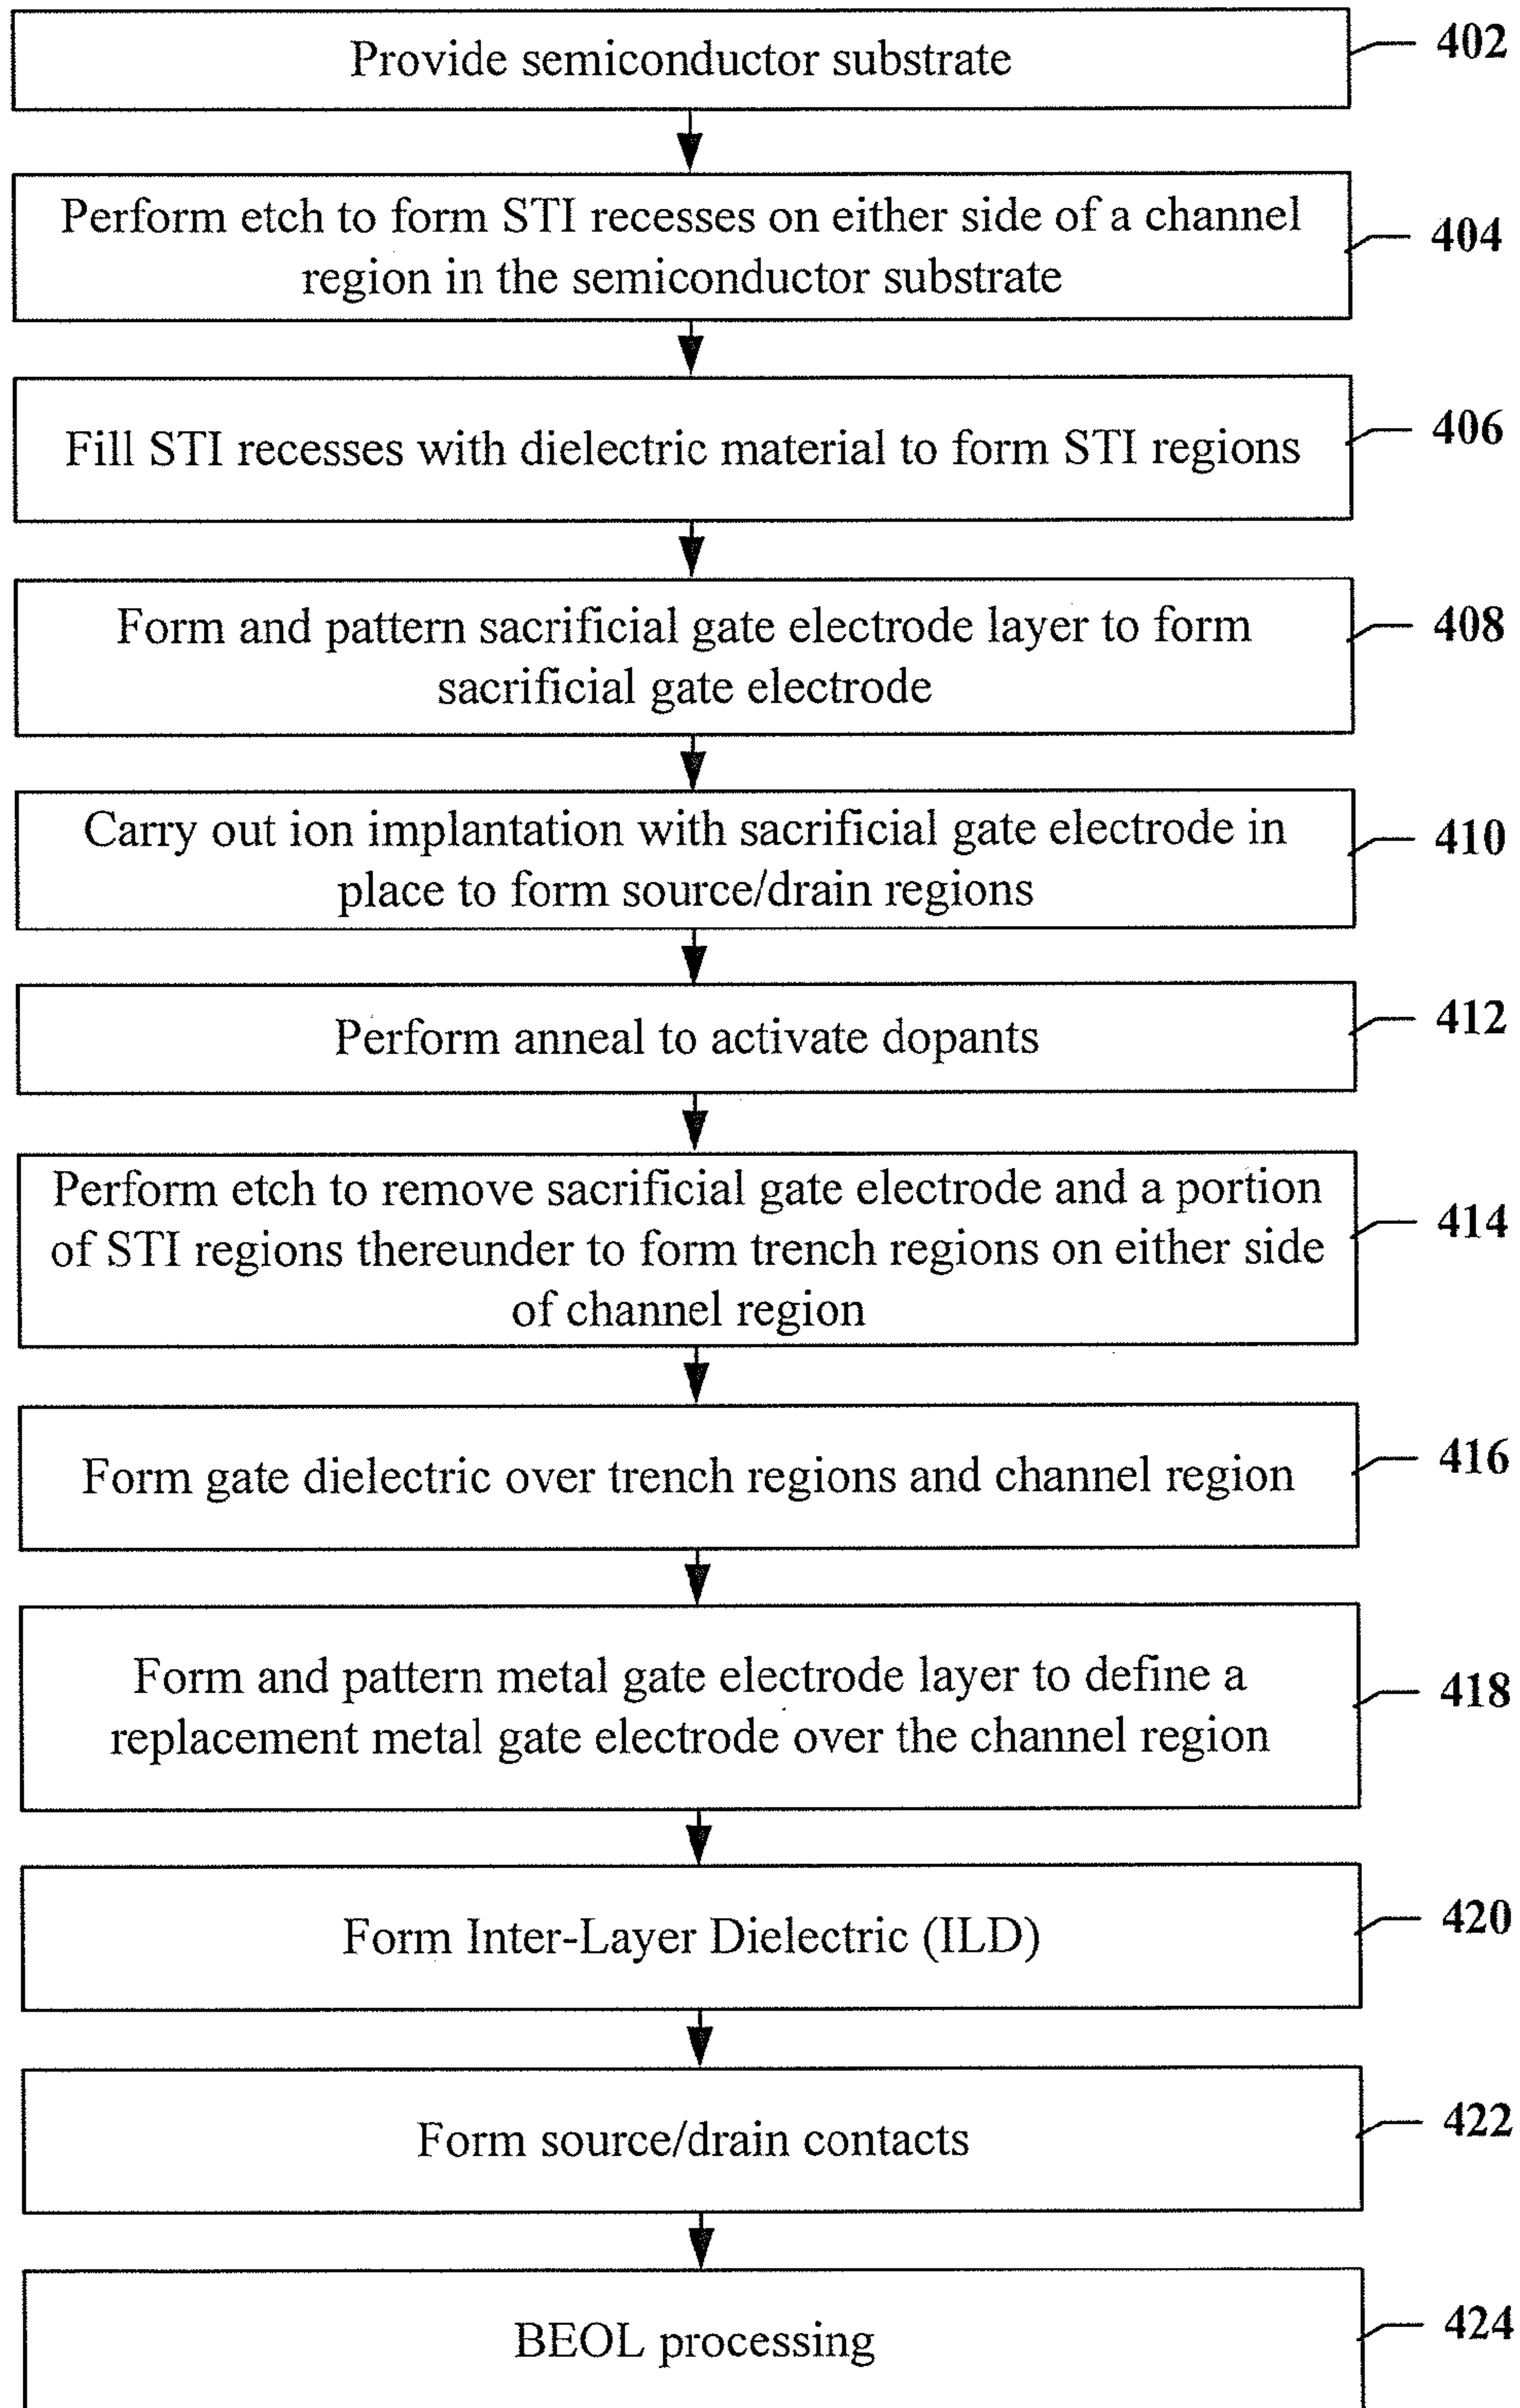 Provide semiconductor substrate
402
Perform etch to form STI recesses on either side of a channel
region in the semiconductor substrate
404
Fill STI recesses with dielectric material to form STI regions
406
Form and pattern sacrificial gate electrode layer to form
sacrificial gate electrode
408
Carry out ion implantation with sacrificial gate electrode in
place to form source/drain regions
410
Perform anneal to activate dopants
412
Perform etch to remove sacrificial gate electrode and a portion
of STI regions thereunder to form trench regions on either side
of channel region
414
Form gate dielectric over trench regions and channel region
416
Form and pattern metal gate electrode layer to define a
replacement metal gate electrode over the channel region
418
Form Inter-Layer Dielectric (ILD)
420
Form source/drain contacts
422
BEOL processing
424